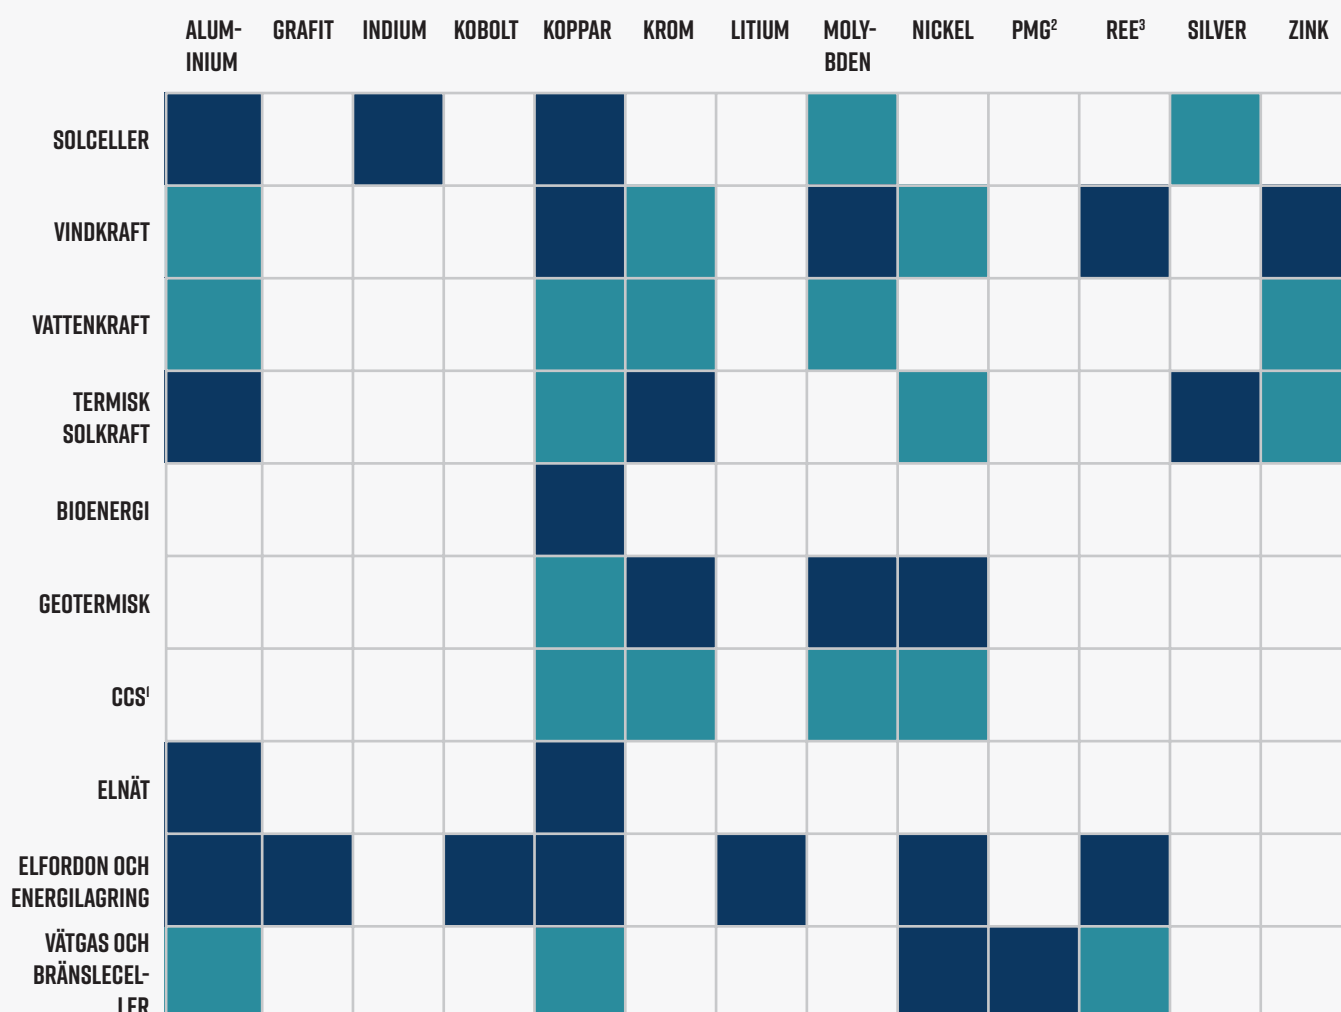 ALUM-
INIUM
GRAFIT
INDIUM
KOBOLT
KOPPAR
KROM
LITIUM
MOLY-
BDEN
NICKEL
PMG²
REE³
SILVER
ZINK
SOLCELLER
VINDKRAFT
VATTENKRAFT
TERMISK
SOLKRAFT
BIOENERGI
GEOTERMISK
CCS¹
ELNÄT
ELFORDON OCH
ENERGILAGRING
VÄTGAS OCH
BRÄNSLECEL-
LER